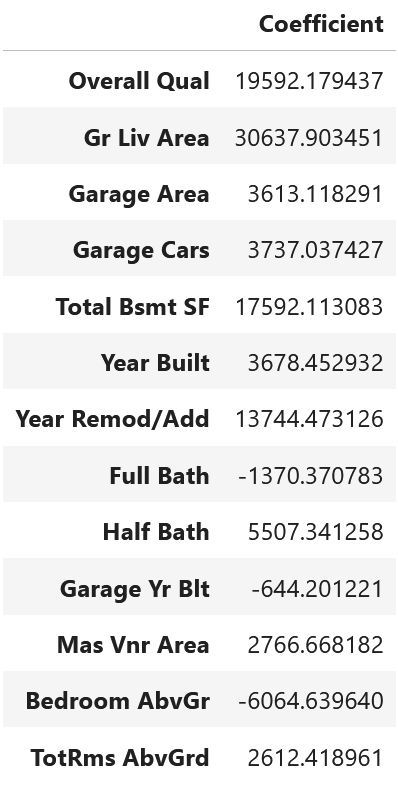 Coefficient
Overall Qual 19592.179437
Gr Liv Area 30637.903451
Garage Area 3613.118291
Garage Cars 3737.037427
Total Bsmt SF 17592.113083
Year Built 3678.452932
Year Remod/Add 13744.473126
Full Bath -1370.370783
Half Bath 5507.341258
Garage Yr Blt -644.201221
Mas Vnr Area 2766.668182
Bedroom AbvGr -6064.639640
TotRms AbvGrd 2612.418961